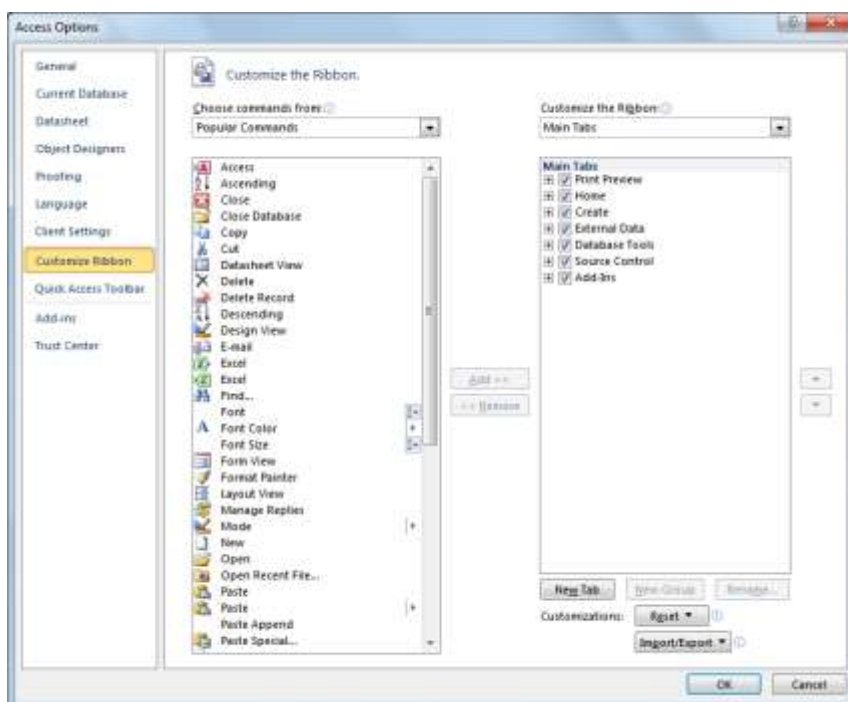 Access Options
General
Current Database
Datasheet
Object Designers
Proofing
Language
Client Settings
Customize Ribbon
Quick Access Toolbar
Add-ins
Trust Center
Customize the Ribbon.
Choose commands from:
Popular Commands
Access
Ascending
Close
Close Database
Copy
Cut
Datasheet View
Delete
Delete Record
Descending
Design View
E-mail
Excel
Excel
Find...
Font
Font Color
Font Size
Form View
Format Painter
Layout View
Manage Replies
Mode
New
Open
Open Recent File...
Paste
Paste
Paste Append
Paste Special...
Add >>
<< Remove
Customize the Ribbon:
Main Tabs
Main Tabs
Print Preview
Home
Create
External Data
Database Tools
Source Control
Add-Ins
New Tab
New Group
Rename...
Customizations:
Reset
Import/Export
OK
Cancel